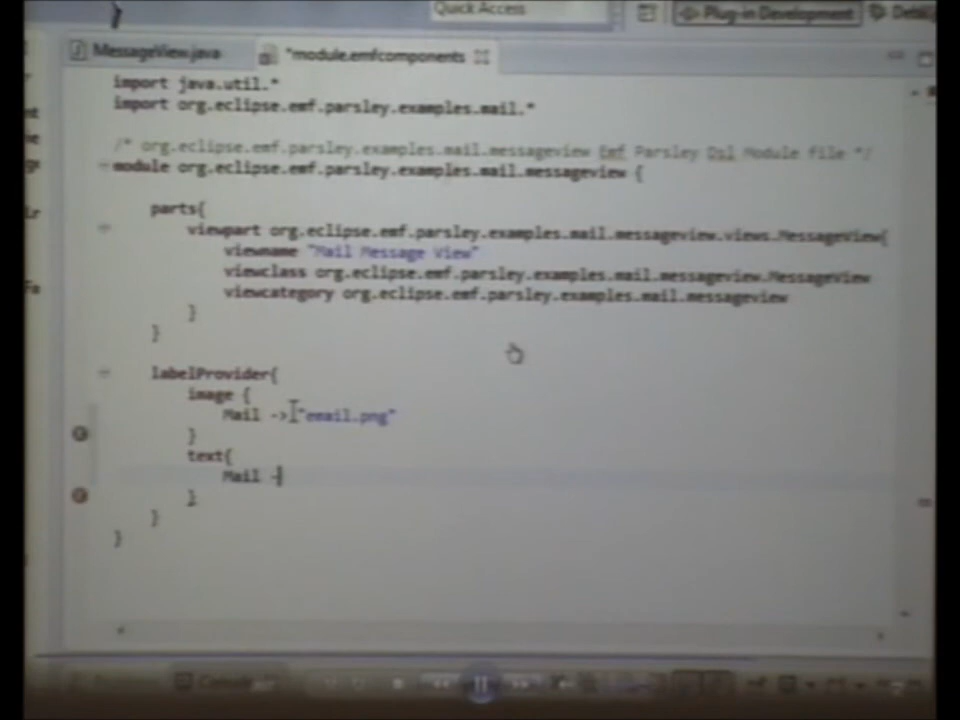 Quick Access
Plug-in Development
MessageView.java
*module.emfcomponents
import java.util.*
import org.eclipse.emf.parsley.examples.mail.*
/* org.eclipse.emf.parsley.examples.mail.messageview Emf Parsley Dsl Module file */
module org.eclipse.emf.parsley.examples.mail.messageview {
parts{
viewpart org.eclipse.emf.parsley.examples.mail.messageview.views.MessageView{
viewname "Mail Message View"
viewclass org.eclipse.emf.parsley.examples.mail.messageview.MessageView
viewcategory org.eclipse.emf.parsley.examples.mail.messageview
}
}
labelProvider{
image {
Mail -> "email.png"
}
text{
Mail -
}
}
}